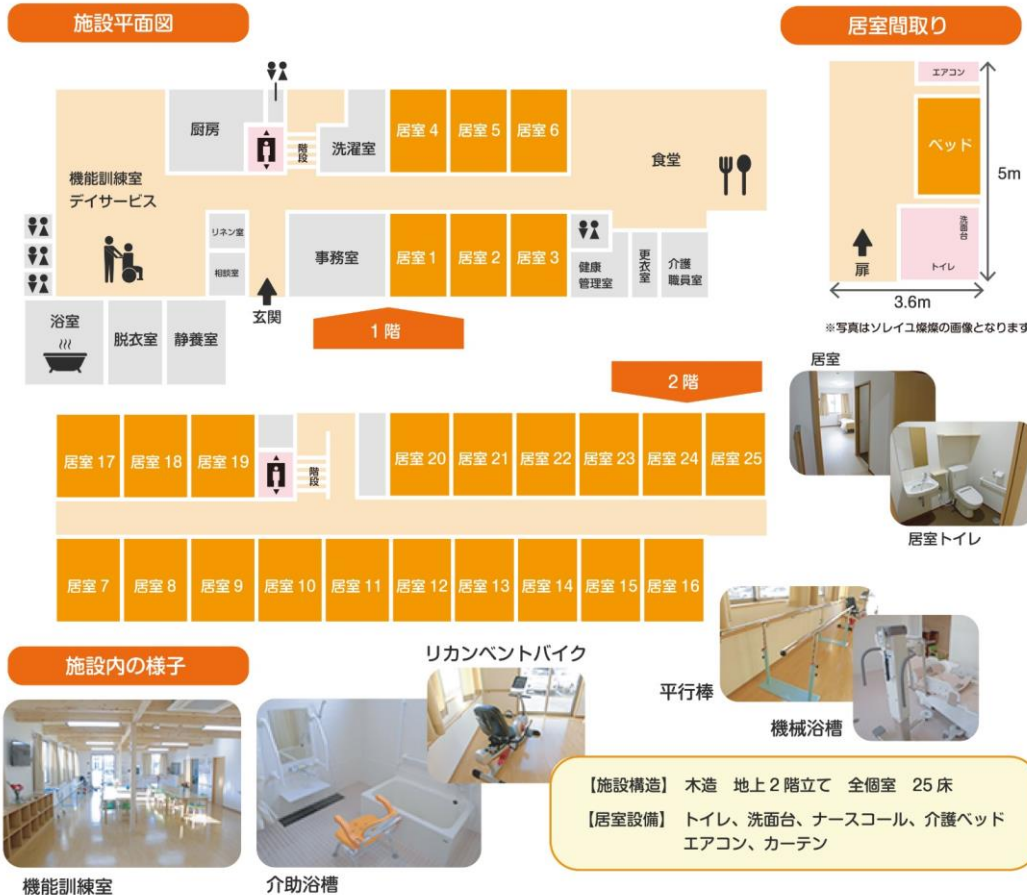 施設平面図
居室間取り
厨房
階段
洗濯室
居室 4
居室 5
居室 6
食堂
機能訓練室
デイサービス
リネン室
相談室
事務室
居室 1
居室 2
居室 3
健康
管理室
更衣室
介護
職員室
玄関
浴室
脱衣室
静養室
1 階
エアコン
ベッド
洗面台
トイレ
扉
5m
3.6m
※写真はソレイユ燦燦の画像となります
2 階
居室 17
居室 18
居室 19
階段
居室 20
居室 21
居室 22
居室 23
居室 24
居室 25
居室 7
居室 8
居室 9
居室 10
居室 11
居室 12
居室 13
居室 14
居室 15
居室 16
居室
居室トイレ
施設内の様子
機能訓練室
介助浴槽
リカンベントバイク
平行棒
機械浴槽
【施設構造】 木造 地上 2 階立て 全個室 25 床
【居室設備】 トイレ、洗面台、ナースコール、介護ベッド
エアコン、カーテン